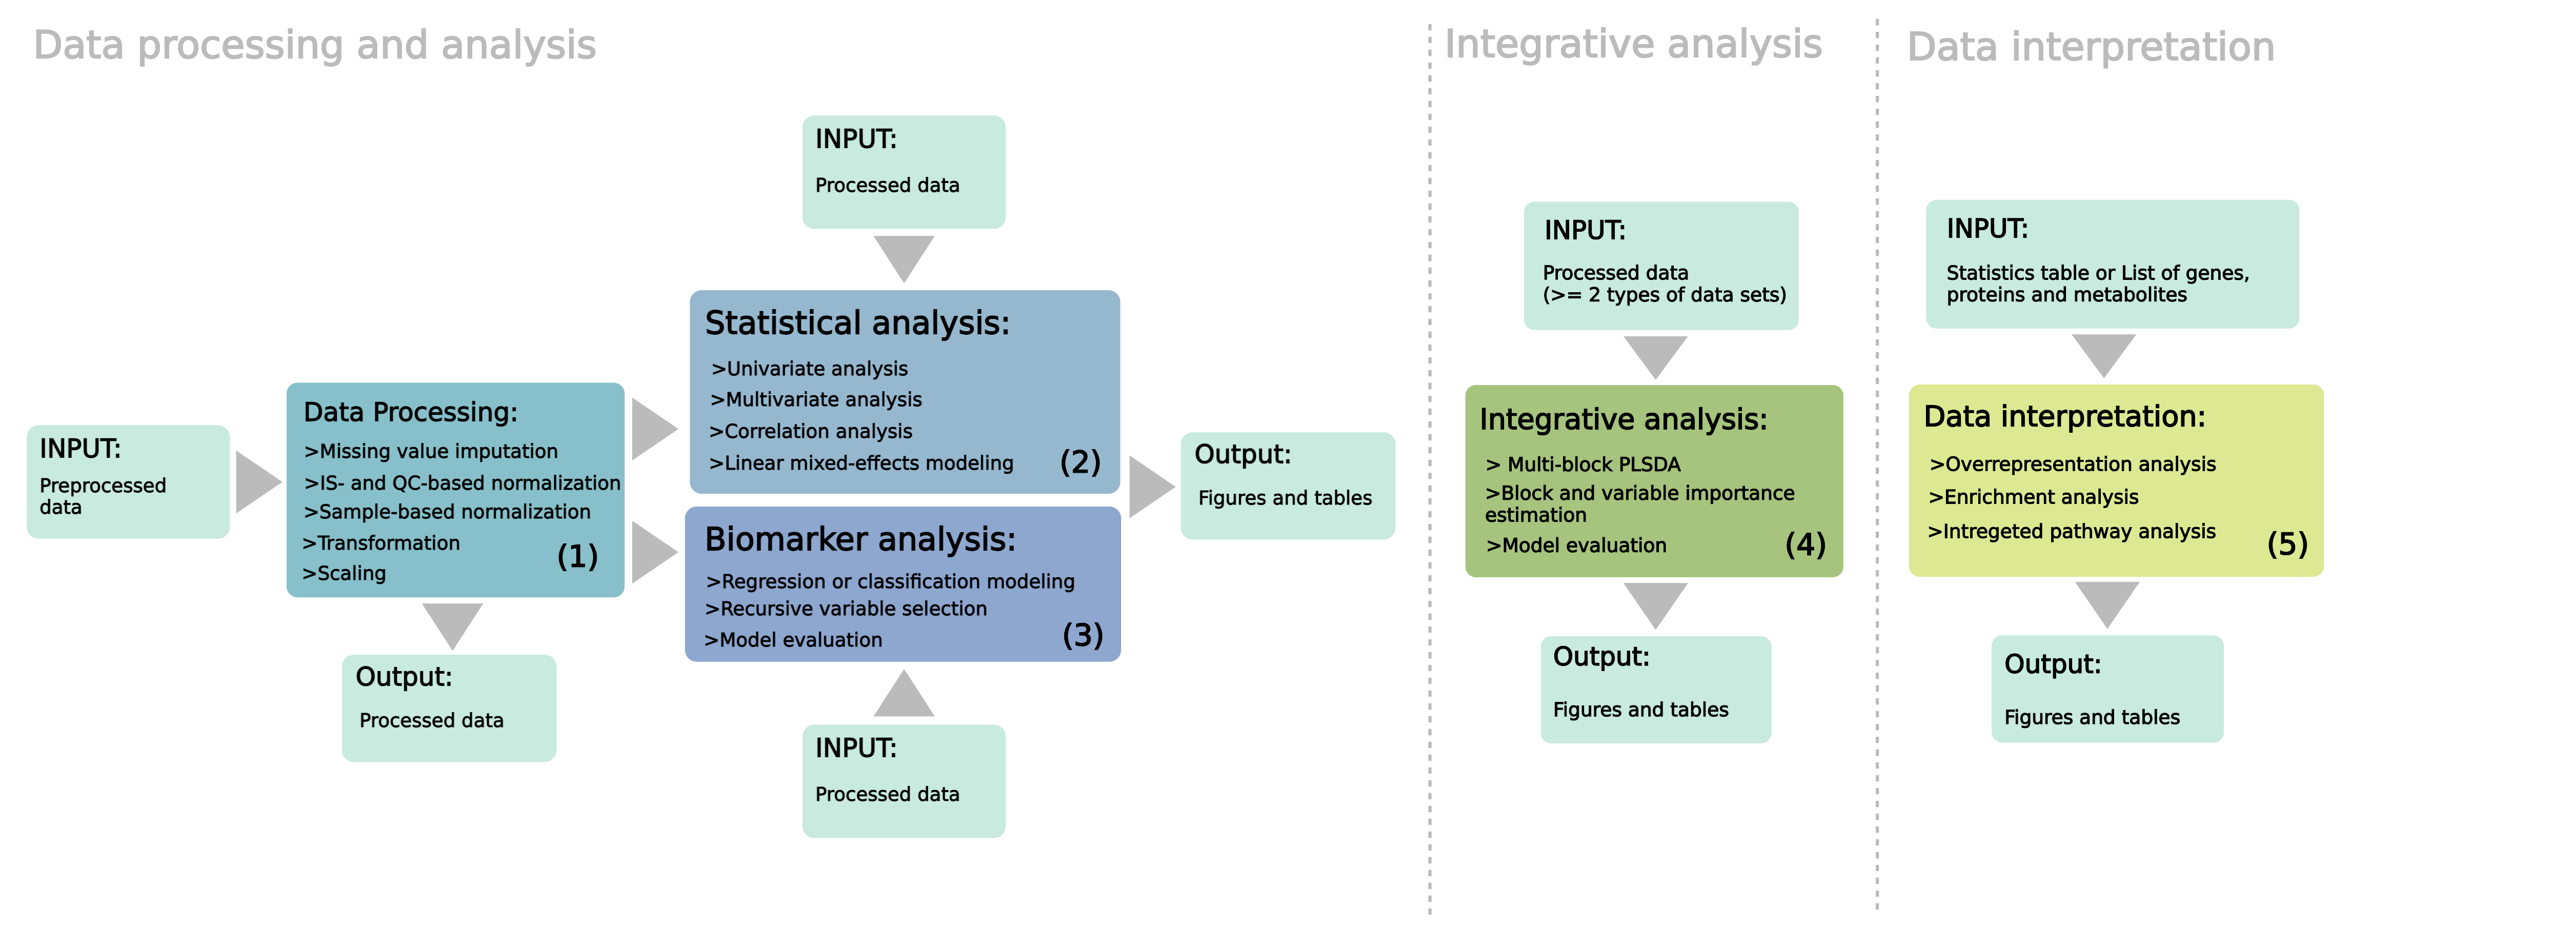 Data processing and analysis
Integrative analysis
Data interpretation
INPUT:
Preprocessed
data
Data Processing:
>Missing value imputation
>IS- and QC-based normalization
>Sample-based normalization
>Transformation
>Scaling
(1)
Output:
Processed data
INPUT:
Processed data
Statistical analysis:
>Univariate analysis
>Multivariate analysis
>Correlation analysis
>Linear mixed-effects modeling
(2)
Biomarker analysis:
>Regression or classification modeling
>Recursive variable selection
>Model evaluation
(3)
INPUT:
Processed data
Output:
Figures and tables
INPUT:
Processed data
(>= 2 types of data sets)
Integrative analysis:
> Multi-block PLSDA
>Block and variable importance
estimation
>Model evaluation
(4)
Output:
Figures and tables
INPUT:
Statistics table or List of genes,
proteins and metabolites
Data interpretation:
>Overrepresentation analysis
>Enrichment analysis
>Intregeted pathway analysis
(5)
Output:
Figures and tables